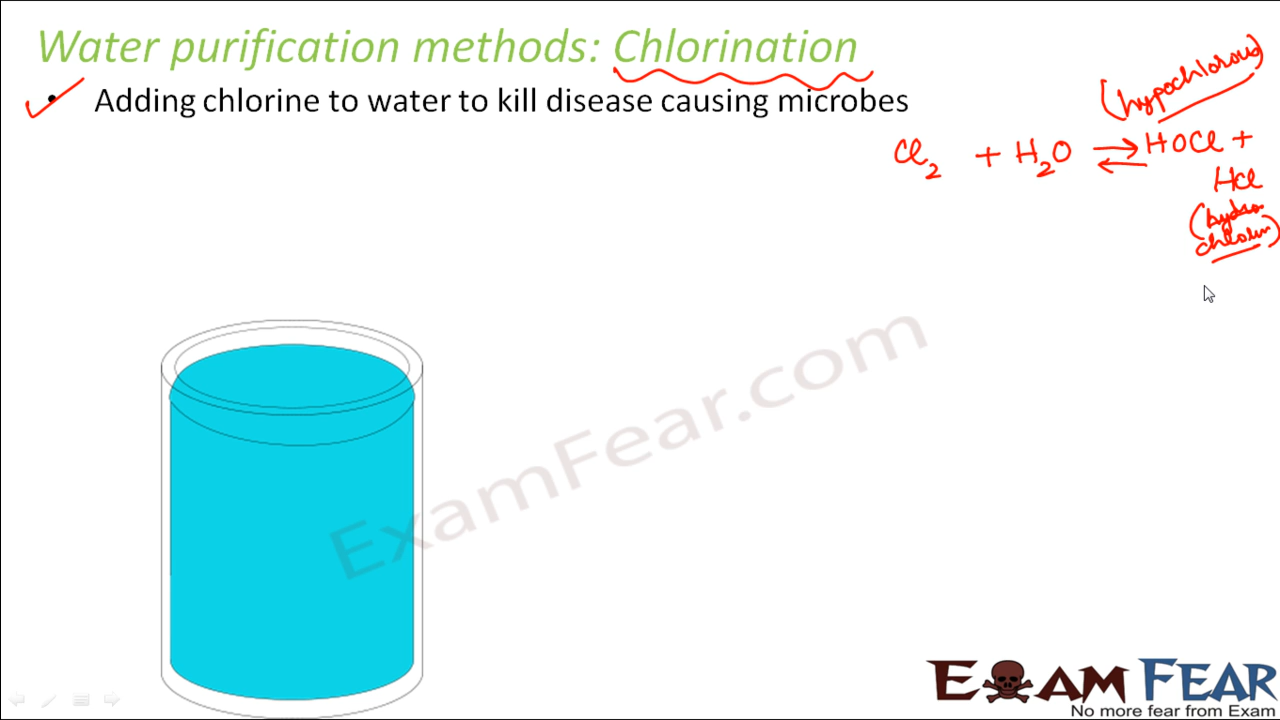 Water purification methods: Chlorination
• Adding chlorine to water to kill disease causing microbes
(hypochlorous)
Cl2 + H2O ⇌ HOCl +
HCl
(hydro
ExamFear.com
EXAM FEAR
No more fear from Exam